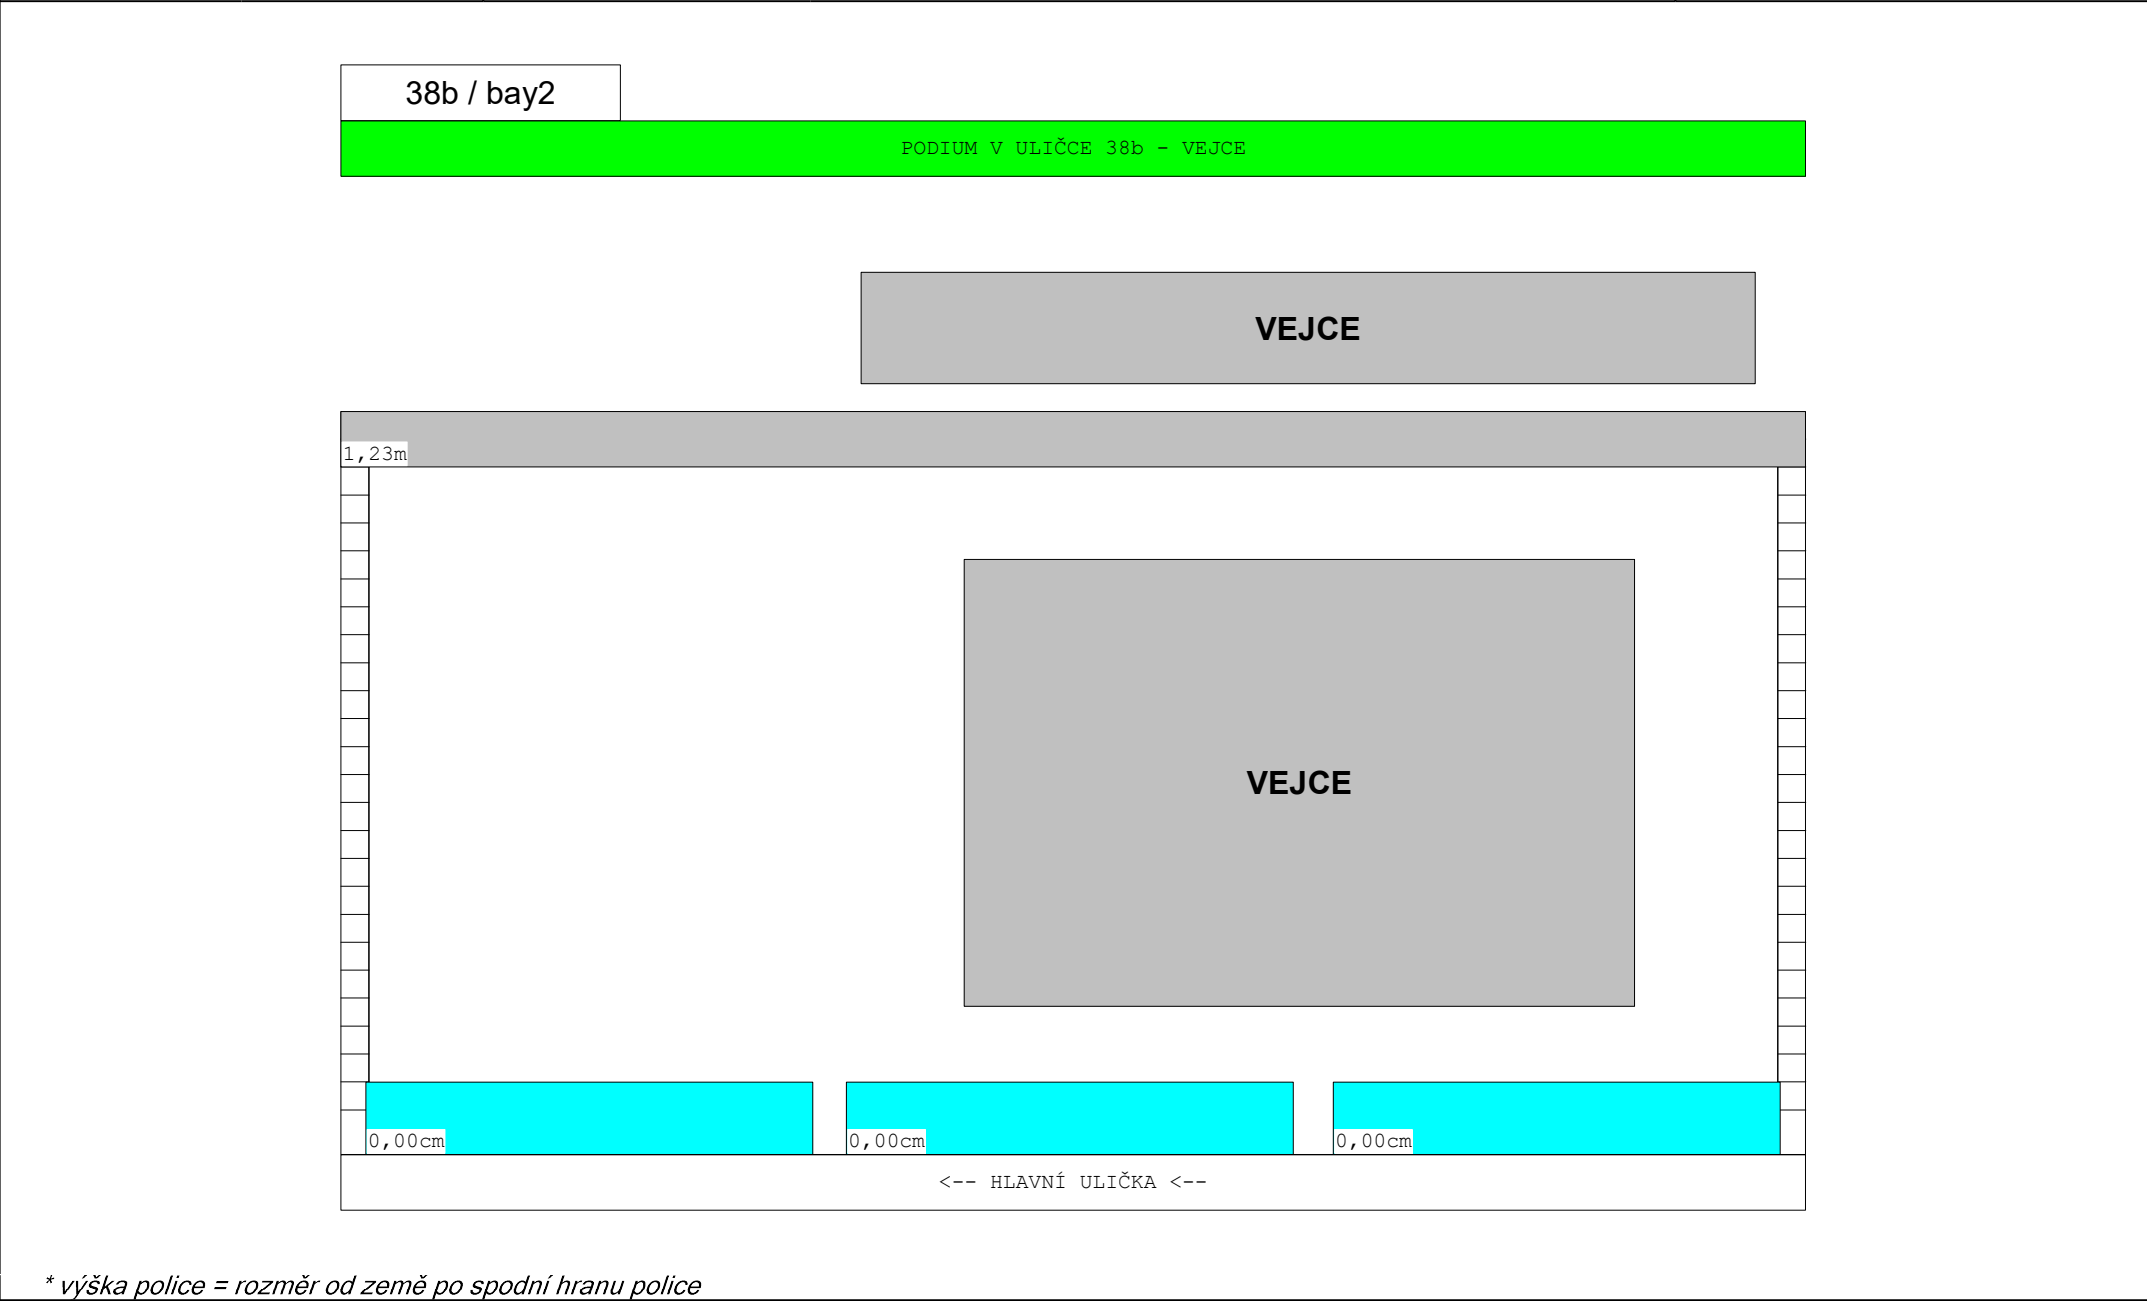 38b / bay2
PODIUM V ULIČCE 38b - VEJCE
VEJCE
1,23m
VEJCE
0,00cm
0,00cm
0,00cm
<-- HLAVNÍ ULIČKA <--
* výška police = rozměr od země po spodní hranu police